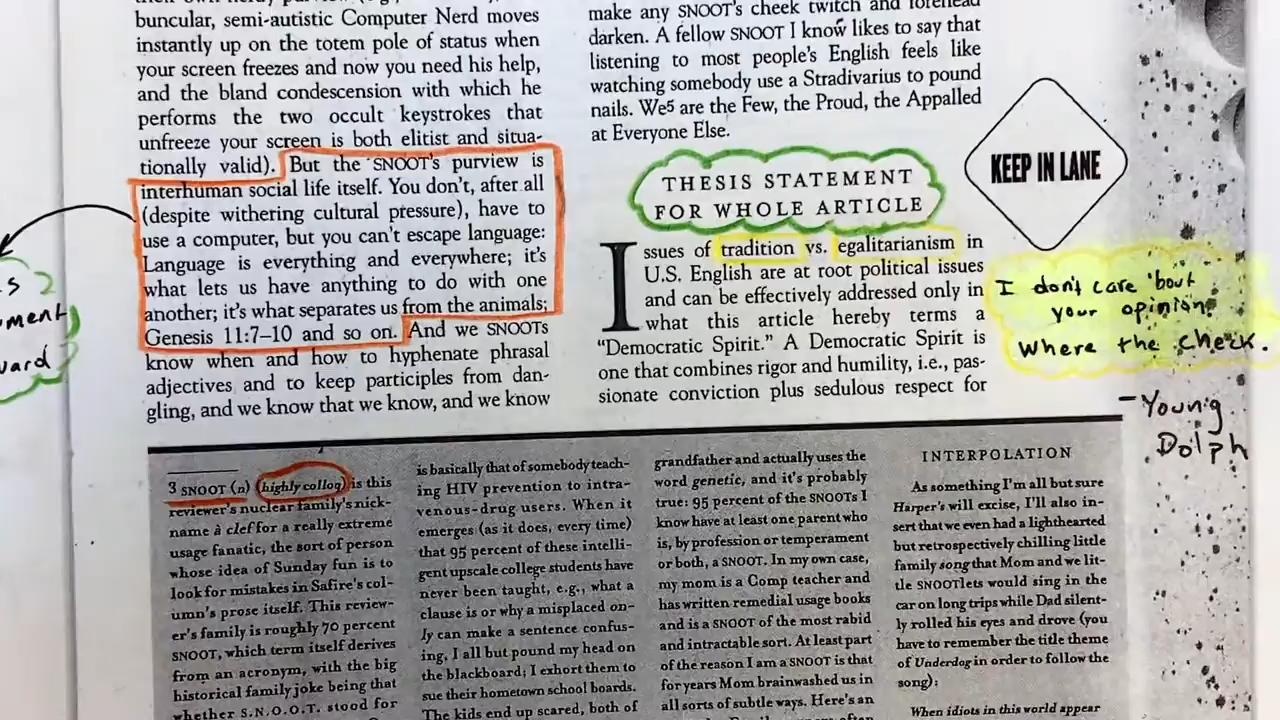 buncular, semi-autistic Computer Nerd moves
instantly up on the totem pole of status when
your screen freezes and now you need his help,
and the bland condescension with which he
performs the two occult keystrokes that
unfreeze your screen is both elitist and situa-
tionally valid). But the SNOOT'S purview is
interhuman social life itself. You don't, after all
(despite withering cultural pressure), have to
use a computer, but you can't escape language:
Language is everything and everywhere; it's
what lets us have anything to do with one
another; it's what separates us from the animals;
Genesis 11:7–10 and so on. And we SNOOTs
know when and how to hyphenate phrasal
adjectives and to keep participles from dan-
gling, and we know that we know, and we know
make any SNOOT's cheek twitch and forehead
darken. A fellow SNOOT I know likes to say that
listening to most people's English feels like
watching somebody use a Stradivarius to pound
nails. We5 are the Few, the Proud, the Appalled
at Everyone Else.
THESIS STATEMENT
FOR WHOLE ARTICLE
Issues of tradition vs. egalitarianism in
U.S. English are at root political issues
and can be effectively addressed only in
what this article hereby terms a
"Democratic Spirit." A Democratic Spirit is
one that combines rigor and humility, i.e., pas-
sionate conviction plus sedulous respect for
KEEP IN LANE
I don't care 'bout
your opinion,
where the check.
- Young
Dolph
3 SNOOT (n) (highly colloq) is this
reviewer's nuclear family's nick-
name à clef for a really extreme
usage fanatic, the sort of person
whose idea of Sunday fun is to
look for mistakes in Safire's col-
umn's prose itself. This review-
er's family is roughly 70 percent
SNOOT, which term itself derives
from an acronym, with the big
historical family joke being that
whether S.N.O.O.T. stood for
is basically that of somebody teach-
ing HIV prevention to intra-
venous-drug users. When it
emerges (as it does, every time)
that 95 percent of these intelli-
gent upscale college students have
never been taught, e.g., what a
clause is or why a misplaced on-
ly can make a sentence confus-
ing, I all but pound my head on
the blackboard; I exhort them to
sue their hometown school boards.
The kids end up scared, both of
grandfather and actually uses the
word genetic, and it's probably
true: 95 percent of the SNOOTs I
know have at least one parent who
is, by profession or temperament
or both, a SNOOT. In my own case,
my mom is a Comp teacher and
has written remedial usage books
and is a SNOOT of the most rabid
and intractable sort. At least part
of the reason I am a SNOOT is that
for years Mom brainwashed us in
all sorts of subtle ways. Here's an
INTERPOLATION
As something I'm all but sure
Harper's will excise, I'll also in-
sert that we even had a lighthearted
but retrospectively chilling little
family song that Mom and we lit-
tle SNOOTlets would sing in the
car on long trips while Dad silent-
ly rolled his eyes and drove (you
have to remember the title theme
of Underdog in order to follow the
song):
When idiots in this world appear